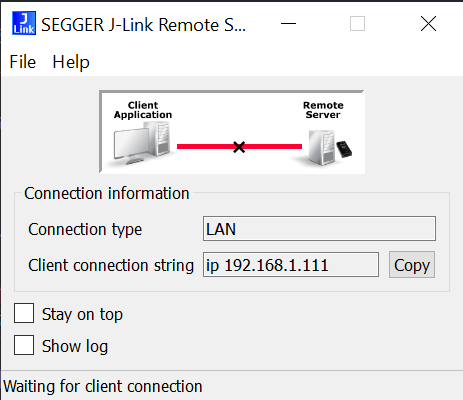 J Link
SEGGER J-Link Remote S...
File Help
Client Application
Remote Server
Connection information
Connection type LAN
Client connection string ip 192.168.1.111 Copy
Stay on top
Show log
Waiting for client connection